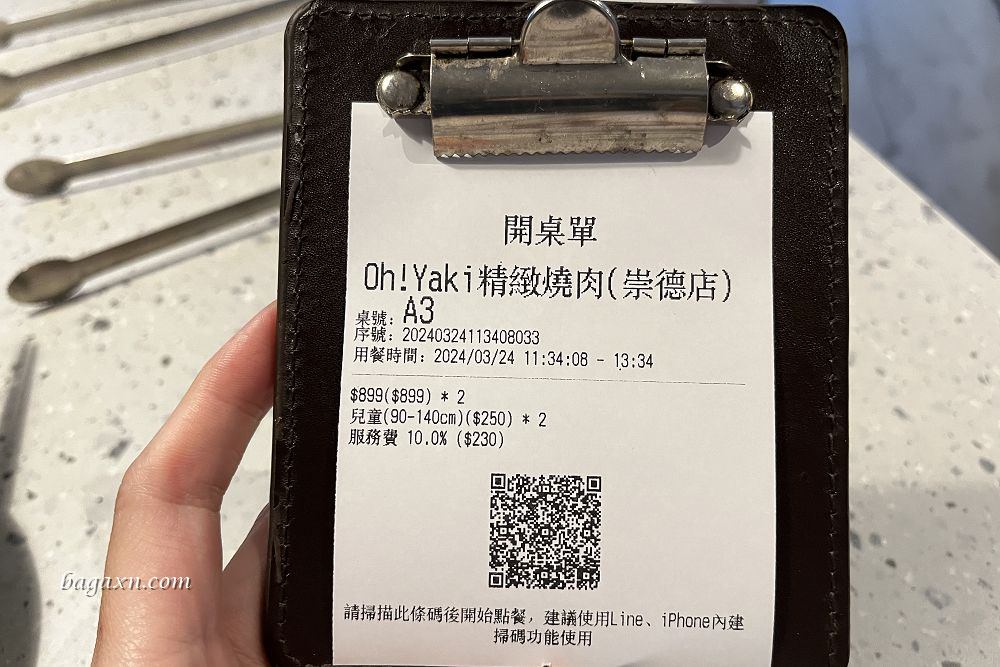 開桌單
Oh!Yaki精緻燒肉(崇德店)
桌號: A3
序號: 20240324113408033
用餐時間: 2024/03/24 11:34:08 - 13:34
$899($899) * 2
兒童(90-140cm)($250) * 2
服務費 10.0% ($230)
請掃描此條碼後開始點餐, 建議使用Line、iPhone內建
掃碼功能使用
bagaxn.com